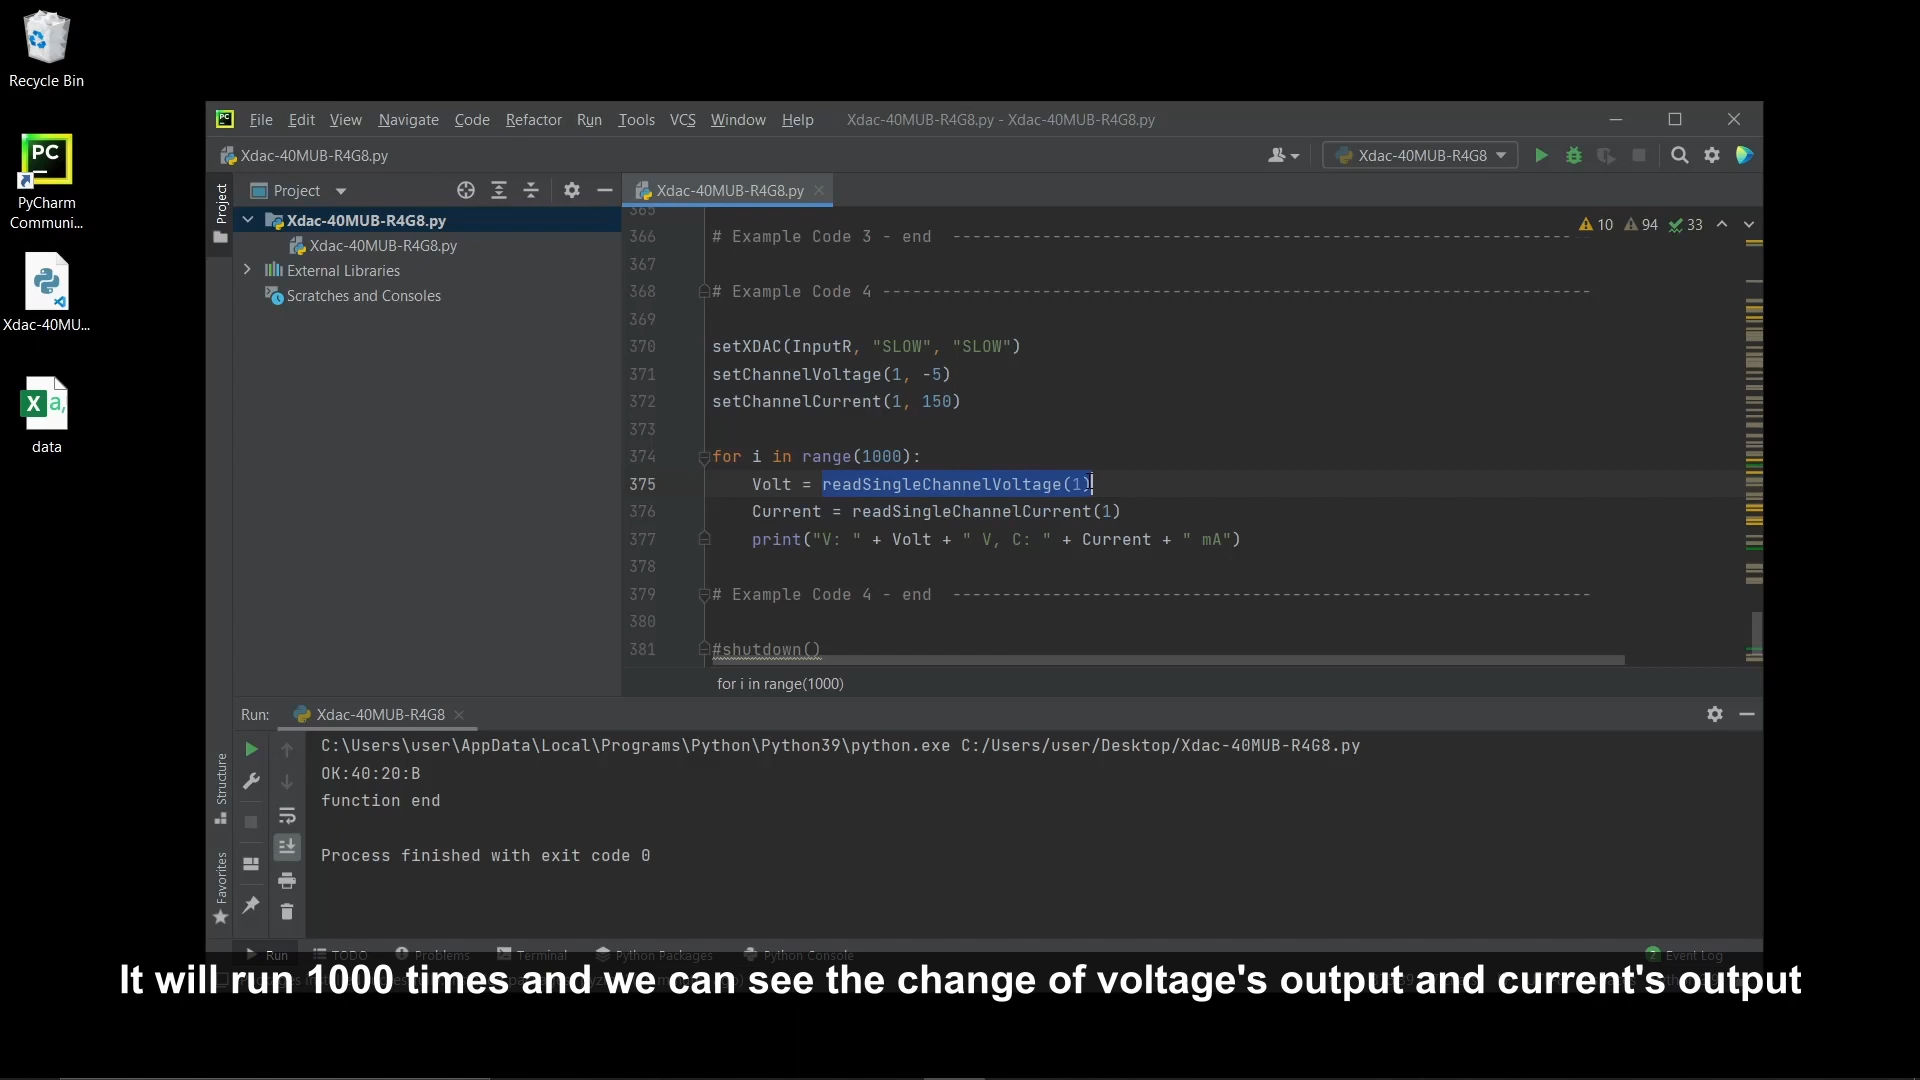 Recycle Bin
PC
PyCharm
Communi...
Xdac-40MU...
X a,
data
PC File Edit View Navigate Code Refactor Run Tools VCS Window Help Xdac-40MUB-R4G8.py - Xdac-40MUB-R4G8.py
Xdac-40MUB-R4G8.py Xdac-40MUB-R4G8
Project Project Xdac-40MUB-R4G8.py
Xdac-40MUB-R4G8.py
Xdac-40MUB-R4G8.py
External Libraries
Scratches and Consoles
10 94 33
365
366 # Example Code 3 - end --------------------------------------------------------------
367
368 # Example Code 4 -----------------------------------------------------------------------
369
370 setXDAC(InputR, "SLOW", "SLOW")
371 setChannelVoltage(1, -5)
372 setChannelCurrent(1, 150)
373
374 for i in range(1000):
375 Volt = readSingleChannelVoltage(1)
376 Current = readSingleChannelCurrent(1)
377 print("V: " + Volt + " V, C: " + Current + " mA")
378
379 # Example Code 4 - end ----------------------------------------------------------------
380
381 #shutdown()
for i in range(1000)
Run: Xdac-40MUB-R4G8
C:\Users\user\AppData\Local\Programs\Python\Python39\python.exe C:/Users/user/Desktop/Xdac-40MUB-R4G8.py
OK:40:20:B
function end
Process finished with exit code 0
Structure
Favorites
Run TODO Problems Terminal Python Packages Python Console 2 Event Log
It will run 1000 times and we can see the change of voltage's output and current's output